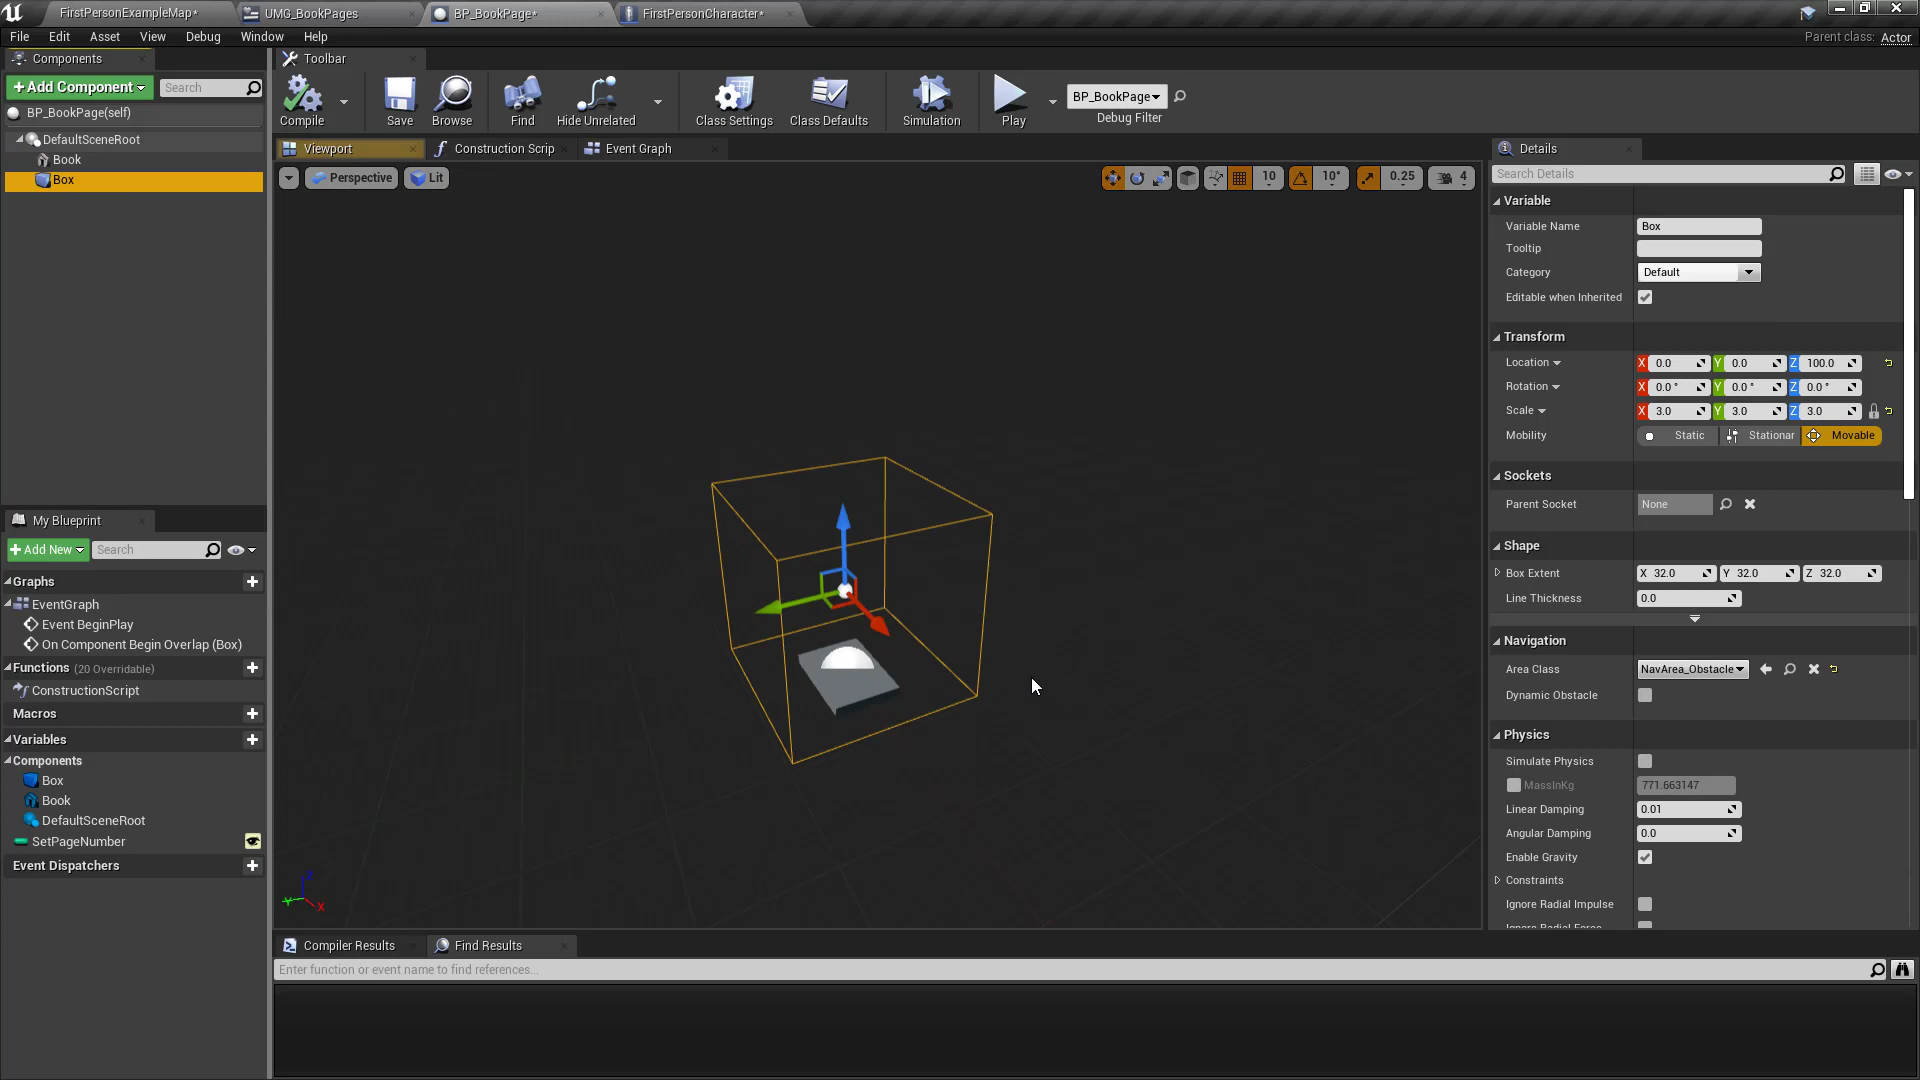 FirstPersonExampleMap*
UMG_BookPages
BP_BookPage*
FirstPersonCharacter*
File Edit Asset View Debug Window Help
Parent class: Actor
Components
+Add Component
Search
BP_BookPage(self)
DefaultSceneRoot
Book
Box
Toolbar
Compile
Save
Browse
Find
Hide Unrelated
Class Settings
Class Defaults
Simulation
Play
BP_BookPage
Debug Filter
Viewport
Construction Scrip
Event Graph
Perspective
Lit
10
10°
0.25
4
Details
Search Details
Variable
Variable Name Box
Tooltip
Category Default
Editable when Inherited
Transform
Location X 0.0 Y 0.0 Z 100.0
Rotation X 0.0 ° Y 0.0 ° Z 0.0 °
Scale X 3.0 Y 3.0 Z 3.0
Mobility Static Stationar Movable
Sockets
Parent Socket None
Shape
Box Extent X 32.0 Y 32.0 Z 32.0
Line Thickness 0.0
Navigation
Area Class NavArea_Obstacle
Dynamic Obstacle
Physics
Simulate Physics
MassInKg 771.663147
Linear Damping 0.01
Angular Damping 0.0
Enable Gravity
Constraints
Ignore Radial Impulse
Ignore Radial Force
My Blueprint
+Add New
Search
Graphs
EventGraph
Event BeginPlay
On Component Begin Overlap (Box)
Functions (20 Overridable)
ConstructionScript
Macros
Variables
Components
Box
Book
DefaultSceneRoot
SetPageNumber
Event Dispatchers
Z
Y
X
Compiler Results
Find Results
Enter function or event name to find references...